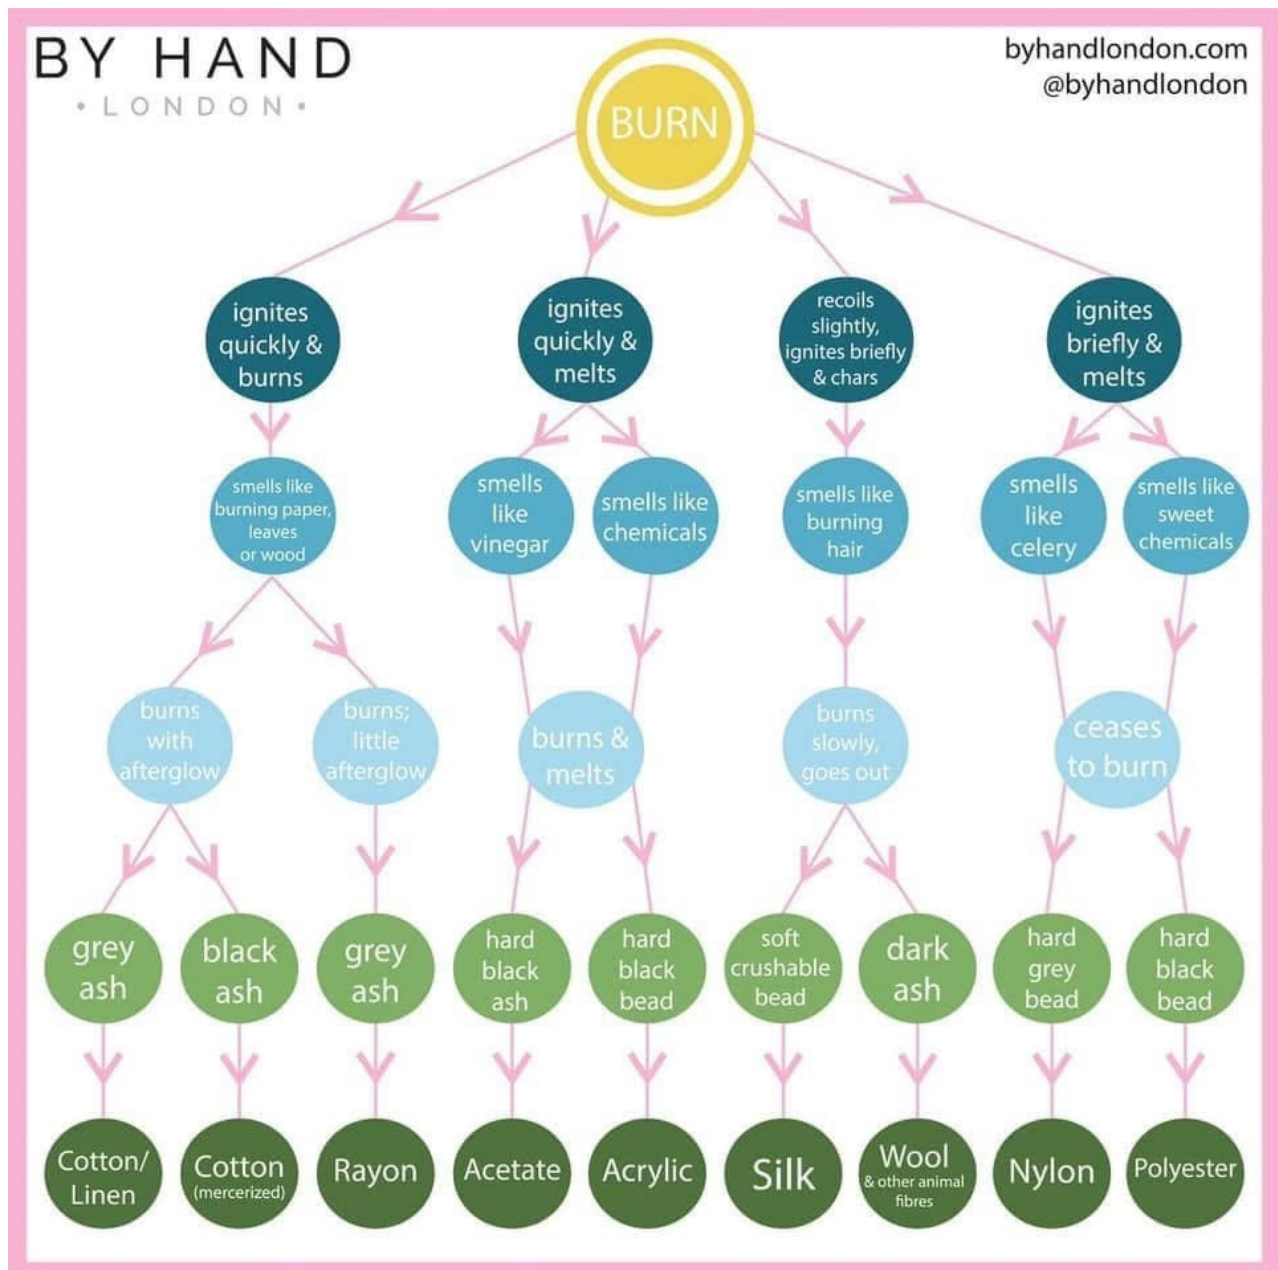 BY HAND
• LONDON •
byhandlondon.com
@byhandlondon
BURN
ignites
quickly &
burns
ignites
quickly &
melts
recoils
slightly,
ignites briefly
& chars
ignites
briefly &
melts
smells like
burning paper,
leaves
or wood
smells
like
vinegar
smells like
chemicals
smells like
burning
hair
smells
like
celery
smells like
sweet
chemicals
burns
with
afterglow
burns;
little
afterglow
burns &
melts
burns
slowly,
goes out
ceases
to burn
grey
ash
black
ash
grey
ash
hard
black
ash
hard
black
bead
soft
crushable
bead
dark
ash
hard
grey
bead
hard
black
bead
Cotton/
Linen
Cotton
(mercerized)
Rayon
Acetate
Acrylic
Silk
Wool
& other animal
fibres
Nylon
Polyester